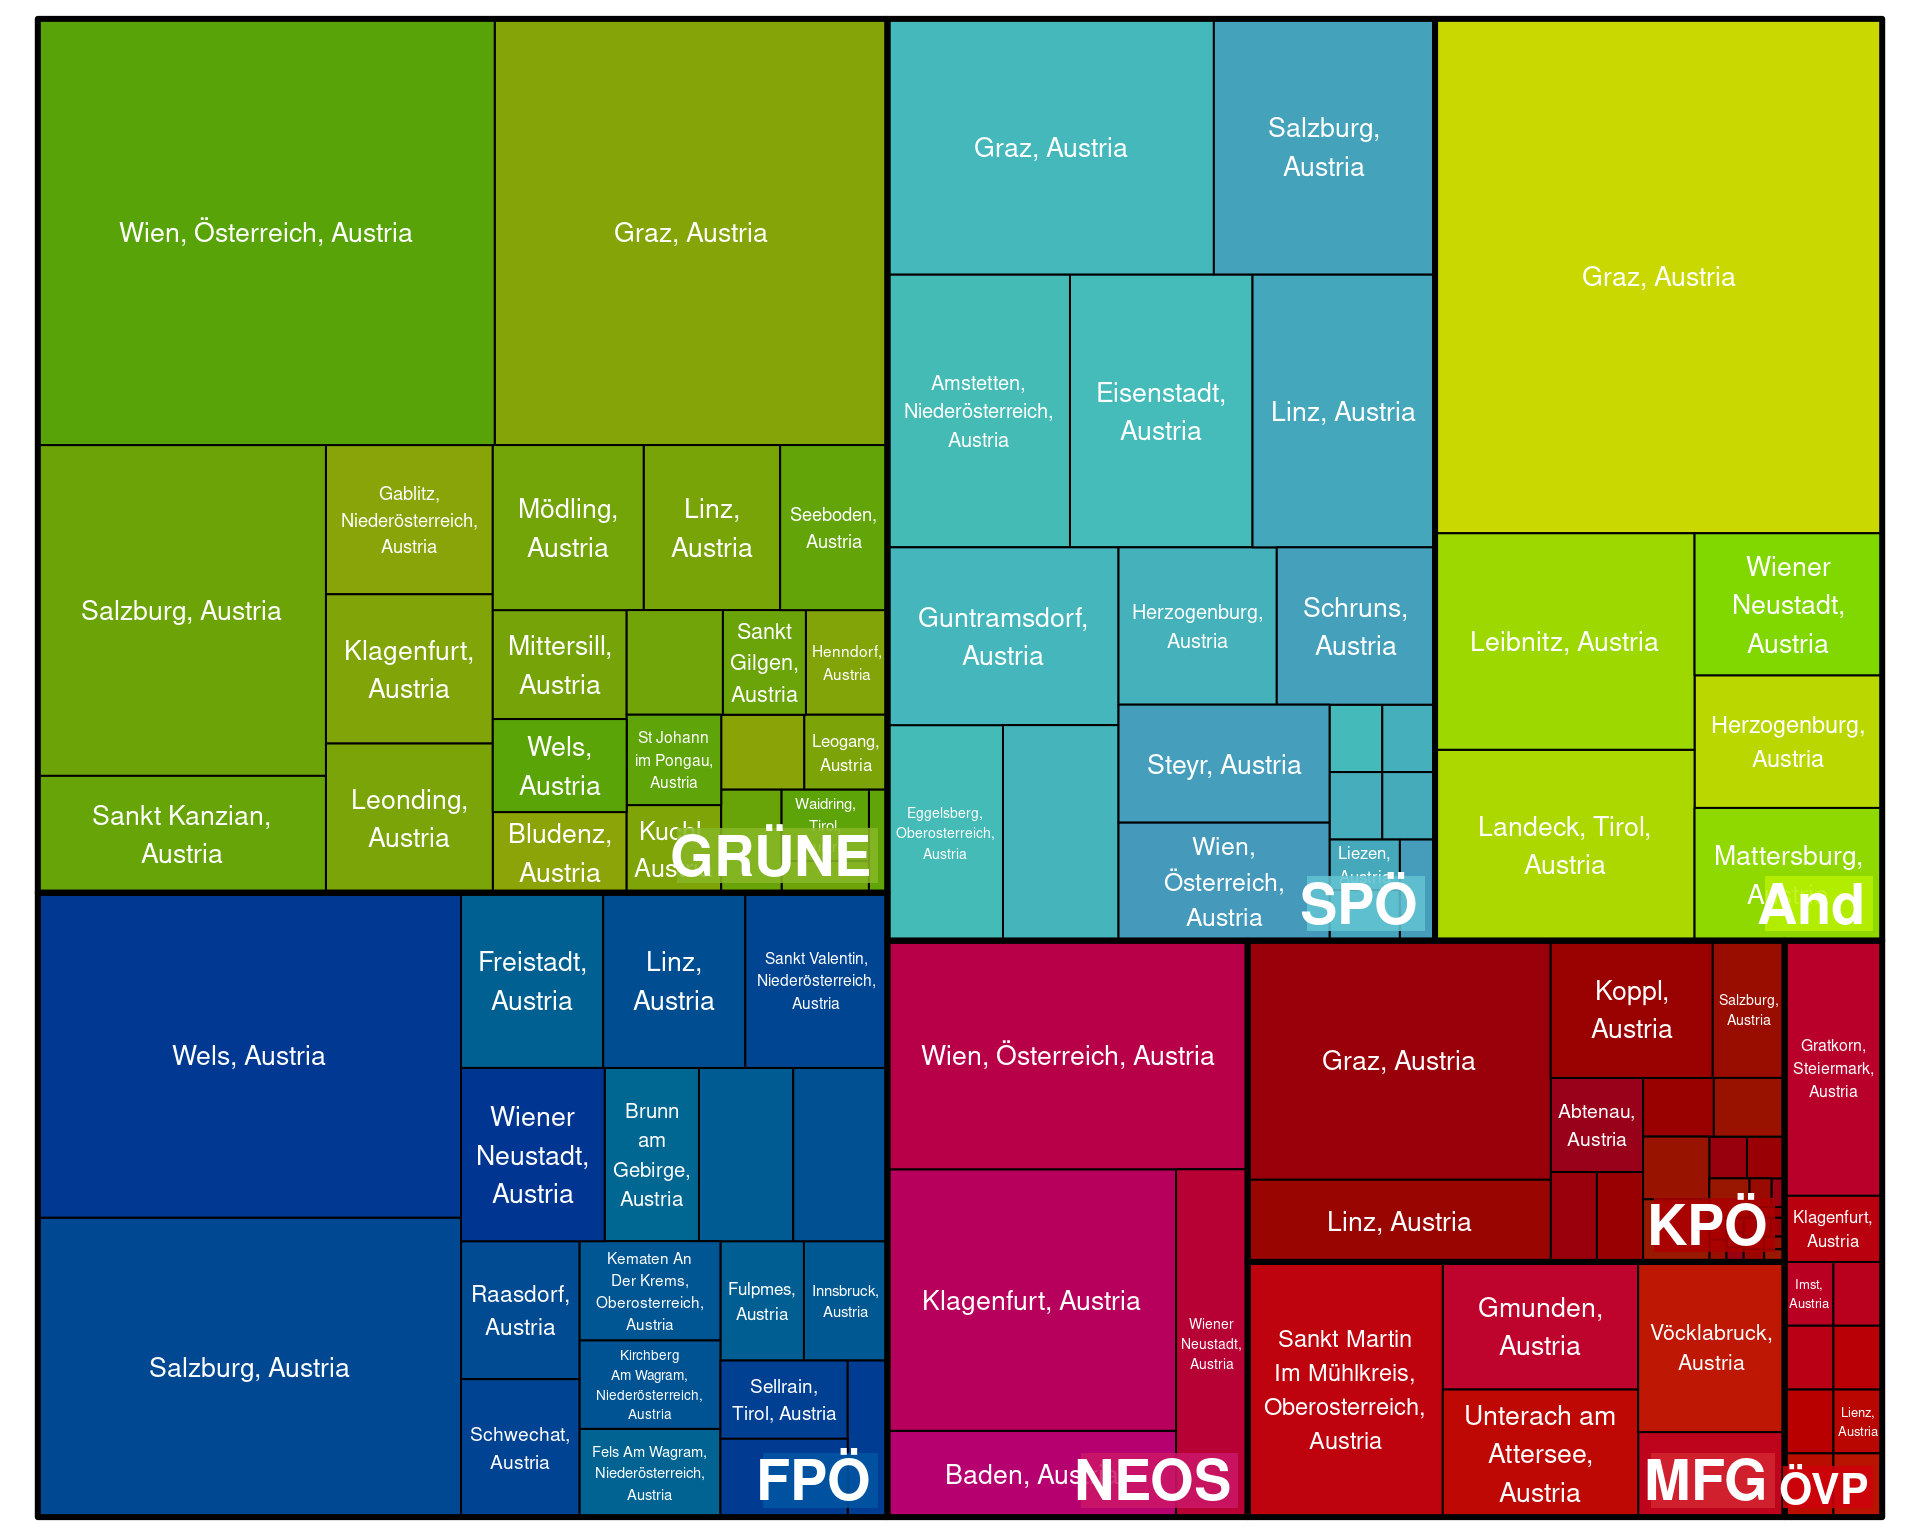 Wien, Österreich, Austria
Graz, Austria
Salzburg, Austria
Sankt Kanzian,
Austria
Gablitz,
Niederösterreich,
Austria
Klagenfurt,
Austria
Leonding,
Austria
Mödling,
Austria
Linz,
Austria
Seeboden,
Austria
Mittersill,
Austria
Sankt
Gilgen,
Austria
Henndorf,
Austria
Wels,
Austria
St Johann
im Pongau,
Austria
Leogang,
Austria
Bludenz,
Austria
Waidring,
Tirol,
GRÜNE
Graz, Austria
Salzburg,
Austria
Amstetten,
Niederösterreich,
Austria
Eisenstadt,
Austria
Linz, Austria
Guntramsdorf,
Austria
Herzogenburg,
Austria
Schruns,
Austria
Eggelsberg,
Oberosterreich,
Austria
Steyr, Austria
Wien,
Österreich,
Austria
Liezen,
Austria
SPÖ
Graz, Austria
Leibnitz, Austria
Wiener
Neustadt,
Austria
Herzogenburg,
Austria
Landeck, Tirol,
Austria
Mattersburg,
And
Wels, Austria
Salzburg, Austria
Freistadt,
Austria
Linz,
Austria
Sankt Valentin,
Niederösterreich,
Austria
Wiener
Neustadt,
Austria
Brunn
am
Gebirge,
Austria
Raasdorf,
Austria
Kematen An
Der Krems,
Oberosterreich,
Austria
Fulpmes,
Austria
Innsbruck,
Austria
Kirchberg
Am Wagram,
Niederösterreich,
Austria
Schwechat,
Austria
Sellrain,
Tirol, Austria
Fels Am Wagram,
Niederösterreich,
Austria
FPÖ
Wien, Österreich, Austria
Klagenfurt, Austria
Wiener
Neustadt,
Austria
Baden, Austria
NEOS
Graz, Austria
Linz, Austria
Koppl,
Austria
Salzburg,
Austria
Abtenau,
Austria
KPÖ
Sankt Martin
Im Mühlkreis,
Oberosterreich,
Austria
Gmunden,
Austria
Unterach am
Attersee,
Austria
Vöcklabruck,
Austria
MFG
Gratkorn,
Steiermark,
Austria
Klagenfurt,
Austria
Imst,
Austria
Lienz,
Austria
ÖVP